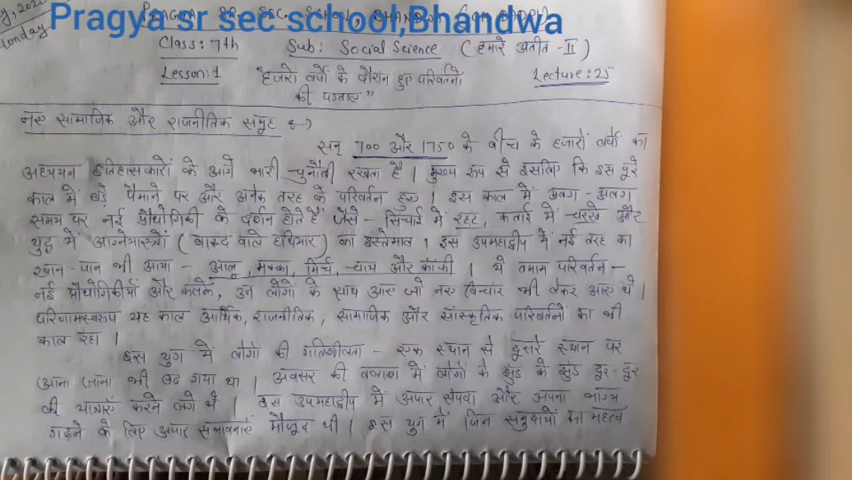 Pragya sr sec school,Bhandwa
Monday
Class: 7th Sub: Social Science (हमारे अतीत -II)
Lesson: 1 "हजारो वर्षो के दौरान हुए परिवर्तनो Lecture: 25
की पड़ताल"
नए सामाजिक और राजनीतिक समूह :->
सन् 700 और 1750 के बीच के हजारों वर्षो का
अध्ययन इतिहासकारों के आगे भारी चुनौती रखता है। मुख्य रूप से इसलिए कि इस पूरे
काल में बड़े पैमाने पर और अनेक तरह के परिवर्तन हुए। इस काल में अलग-अलग
समय पर नई प्रौद्योगिकी के दर्शन होते हैं जैसे - सिंचाई में रहट, कताई में चरखे और
युद्ध में आग्नेयास्त्रों (बारूद वाले हथियार) का इस्तेमाल। इस उपमहाद्वीप में नई तरह का
खान-पान भी आया - आलू, मक्का, मिर्च, चाय और कॉफी। ये तमाम परिवर्तन -
नई प्रौद्योगिकीयाँ और फसलें, उन लोगों के साथ आए जो नए विचार भी लेकर आए थे।
परिणामस्वरूप यह काल आर्थिक, राजनीतिक, सामाजिक और सांस्कृतिक परिवर्तनों का भी
काल रहा।
इस युग में लोगो की गतिशीलता - एक स्थान से दूसरे स्थान पर
आना जाना भी बढ़ गया था। अवसर की तलाश में लोगों के झुंड के झुंड दूर-दूर
की यात्राएँ करने लगे थे। इस उपमहाद्वीप में अपार संपदा और अपना भाग्य
गढ़ने के लिए अपार संभावनाएँ मौजूद थी। इस युग में जिन समुदायों का महत्व